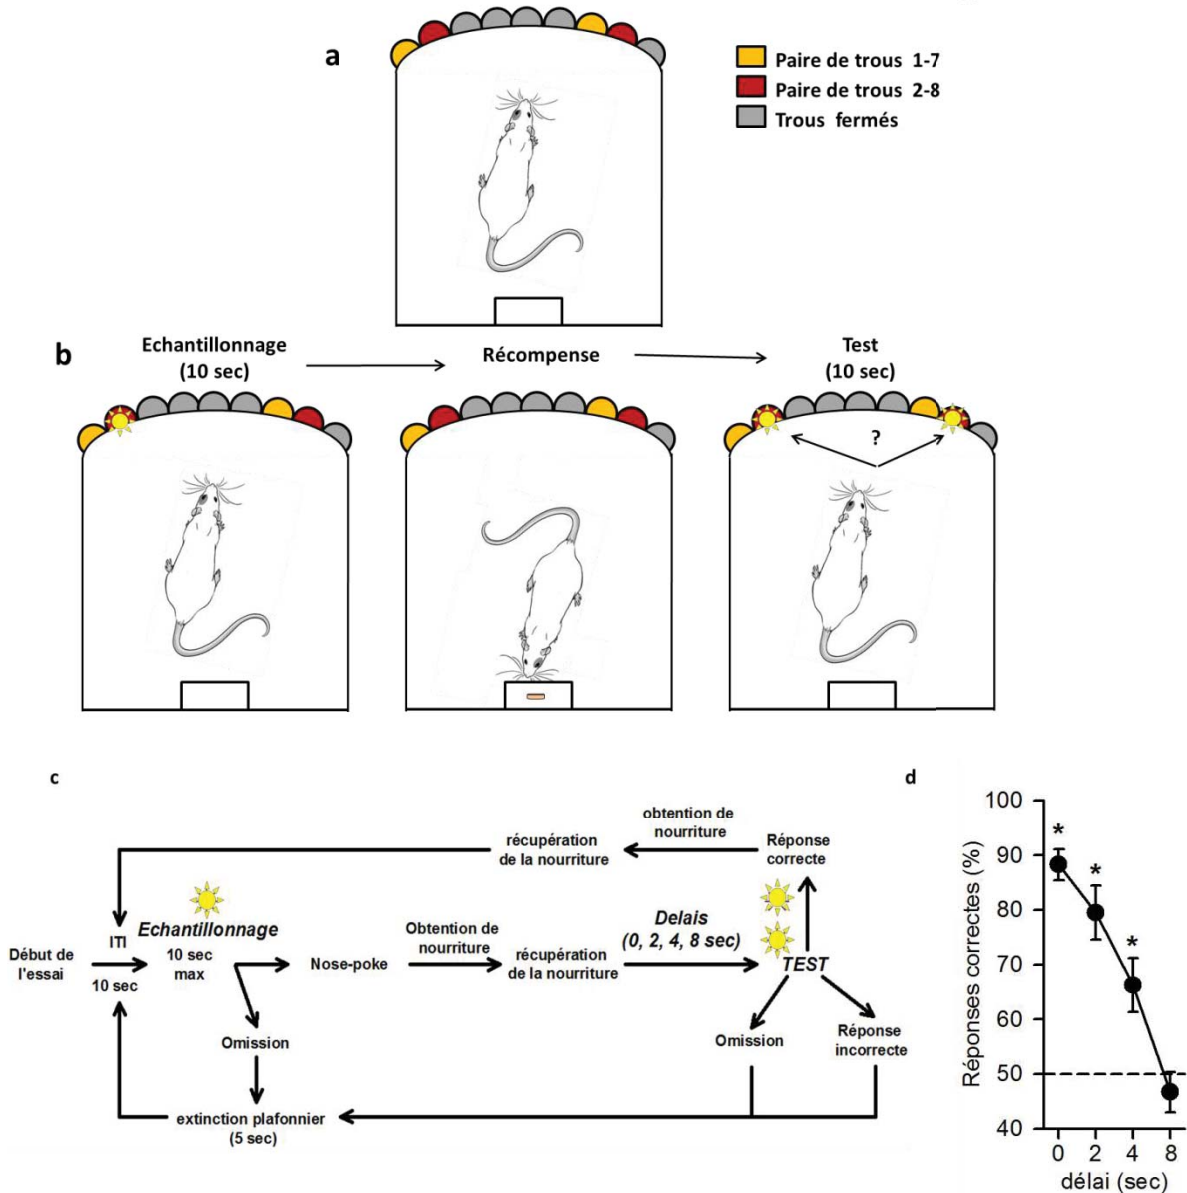 a
Paire de trous 1-7
Paire de trous 2-8
Trous fermés
b
Echantillonnage
(10 sec)
Récompense
Test
(10 sec)
?
c
Début de
l'essai
ITI
10 sec
Echantillonnage
10 sec
max
Omission
extinction plafonnier
(5 sec)
Nose-poke
Obtention de
nourriture
récupération
de la nourriture
Delais
(0, 2, 4, 8 sec)
TEST
Omission
Réponse
incorrecte
Réponse
correcte
obtention de
nourriture
récupération
de la nourriture
d
Réponses correctes (%)
100
90
80
70
60
50
40
*
*
*
0 2 4 8
délai (sec)